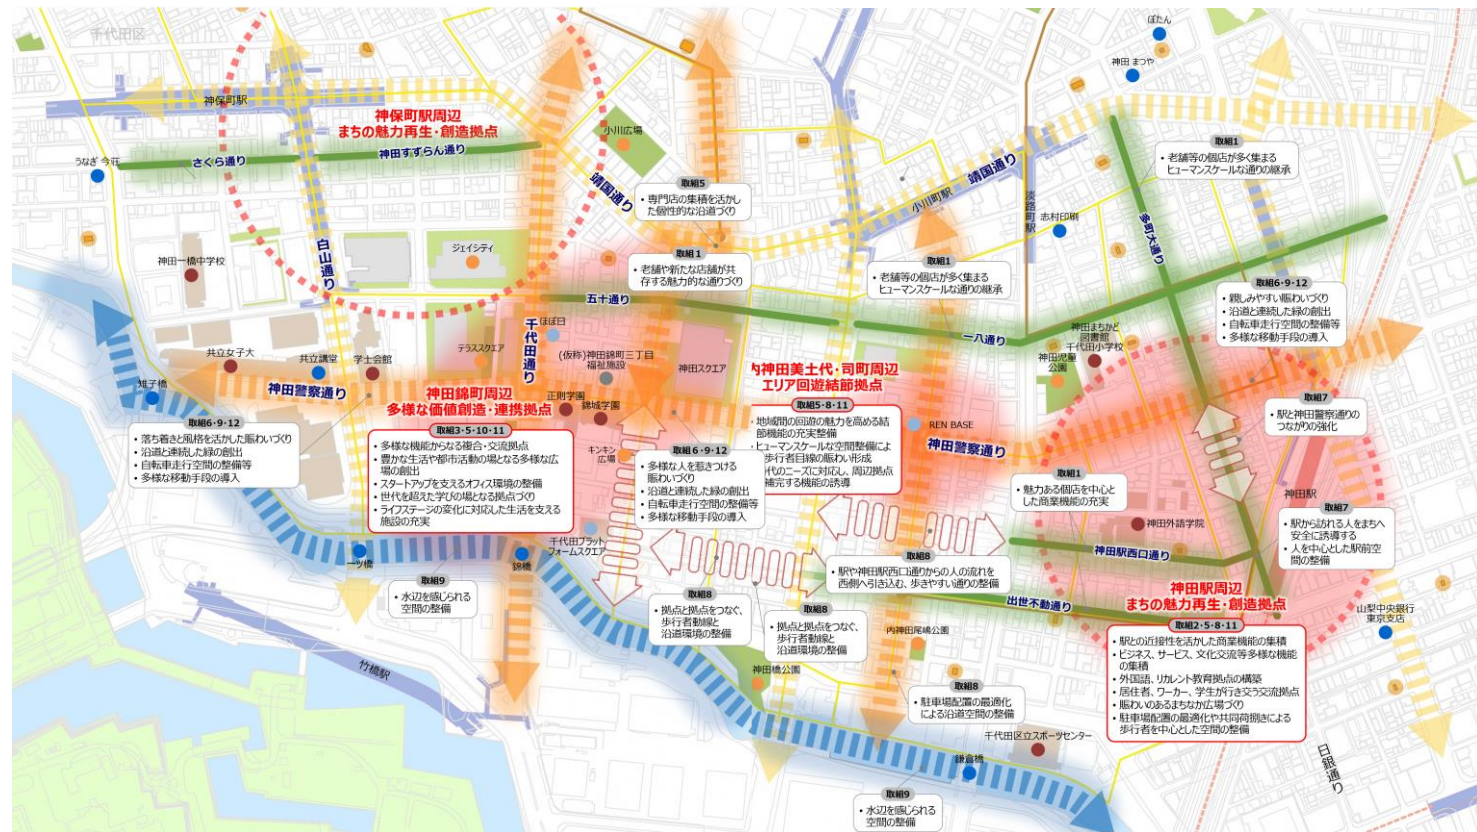 千代田区
ぼたん
神田 まつや
神保町駅
神保町駅周辺
まちの魅力再生・創造拠点
小川広場
うなぎ 今荘
さくら通り
神田すずらん通り
靖国通り
小川町駅
靖国通り
淡路町駅
志村印刷
多町大通り
取組1
• 老舗等の個店が多く集まる
ヒューマンスケールな通りの継承
取組5
• 専門店の集積を活かし
た個性的な沿道づくり
白山通り
神田一橋中学校
ジェイシティ
取組1
• 老舗や新たな店舗が共
存する魅力的な通りづくり
取組1
• 老舗等の個店が多く集まる
ヒューマンスケールな通りの継承
取組6・9・12
• 親しみやすい賑わいづくり
• 沿道と連続した緑の創出
• 自転車走行空間の整備等
• 多様な移動手段の導入
五十通り
一八通り
千代田通り
ほぼ日
テラススクエア
(仮称)神田錦町三丁目
福祉施設
神田スクエア
神田まちかど
図書館
千代田小学校
神田児童
公園
共立女子大
共立講堂
学士会館
雉子橋
神田警察通り
神田錦町周辺
多様な価値創造・連携拠点
正則学園
錦城学園
内神田美土代・司町周辺
エリア回遊結節拠点
取組5・8・11
地域間の回遊の魅力を高める結
節機能の充実整備
ヒューマンスケールな空間整備によ
歩行者目線の賑わい形成
代のニーズに対応し、周辺拠点
補完する機能の誘導
REN BASE
神田警察通り
取組7
• 駅と神田警察通りの
つながりの強化
取組6・9・12
• 落ち着きと風格を活かした賑わいづくり
• 沿道と連続した緑の創出
• 自転車走行空間の整備等
• 多様な移動手段の導入
取組3・5・10・11
• 多様な機能からなる複合・交流拠点
• 豊かな生活や都市活動の場となる多様な広
場の創出
• スタートアップを支えるオフィス環境の整備
• 世代を超えた学びの場となる拠点づくり
• ライフステージの変化に対応した生活を支える
施設の充実
キンキン
広場
取組6・9・12
• 多様な人を惹きつける
賑わいづくり
• 沿道と連続した緑の創出
• 自転車走行空間の整備等
• 多様な移動手段の導入
取組1
• 魅力ある個店を中心と
した商業機能の充実
神田駅
神田外語学院
取組7
• 駅から訪れる人をまちへ
安全に誘導する
• 人を中心とした駅前空
間の整備
千代田プラット
フォームスクエア
一ツ橋
錦橋
神田駅西口通り
取組8
• 駅や神田駅西口通りからの人の流れを
西側へ引き込む、歩きやすい通りの整備
取組9
• 水辺を感じられる
空間の整備
取組8
• 拠点と拠点をつなぐ、
歩行者動線と
沿道環境の整備
取組8
• 拠点と拠点をつなぐ、
歩行者動線と
沿道環境の整備
出世不動通り
神田駅周辺
まちの魅力再生・創造拠点
取組2・5・8・11
• 駅との近接性を活かした商業機能の集積
• ビジネス、サービス、文化交流等多様な機能
の集積
• 外国語、リカレント教育拠点の構築
• 居住者、ワーカー、学生が行き交う交流拠点
• 賑わいのあるまちなか広場づくり
• 駐車場配置の最適化や共同荷捌きによる
歩行者を中心とした空間の整備
山梨中央銀行
東京支店
内神田尾嶋公園
竹橋駅
神田橋公園
取組8
• 駐車場配置の最適化
による沿道空間の整備
千代田区立スポーツセンター
鎌倉橋
取組9
• 水辺を感じられる
空間の整備
白銀通り